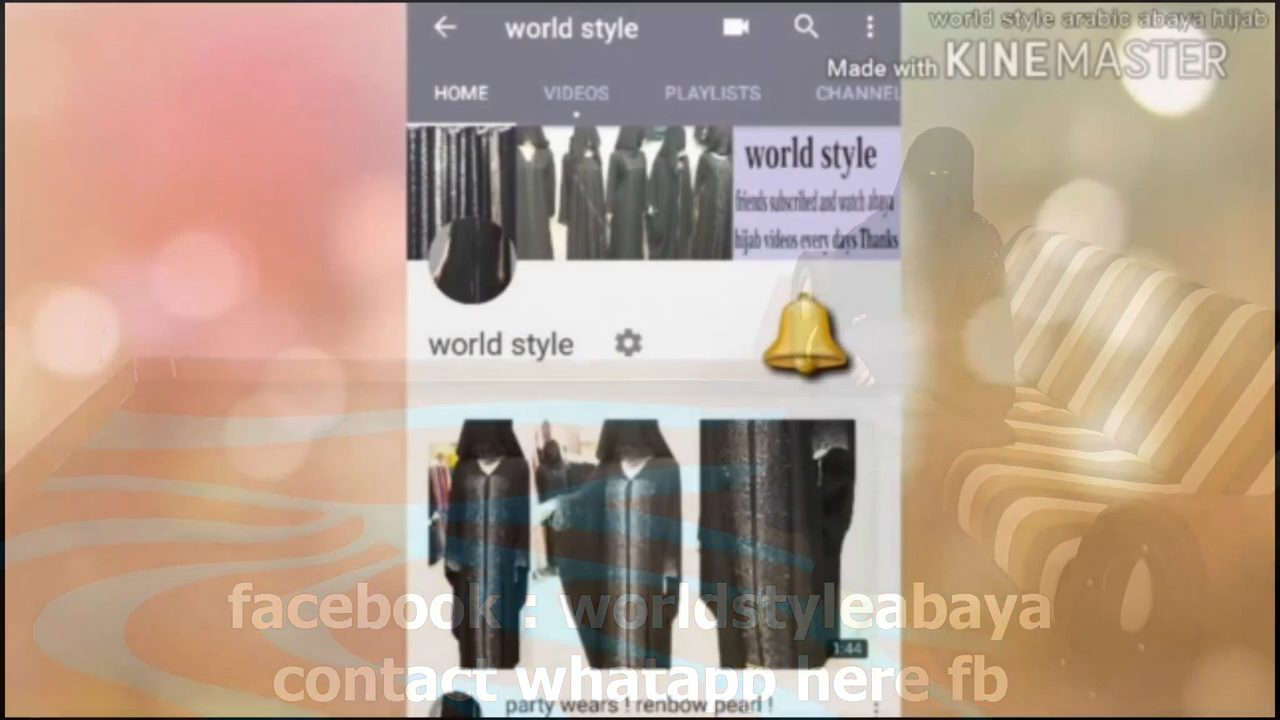 world style
world style arabic abaya hijab
Made with KINEMASTER
HOME VIDEOS PLAYLISTS CHANNEL
world style
friends subscribed and watch abaya
hijab videos every days Thanks
world style
facebook : worldstyleabaya
1:44
contact whatapp here fb
party wears ! renbow pearl !